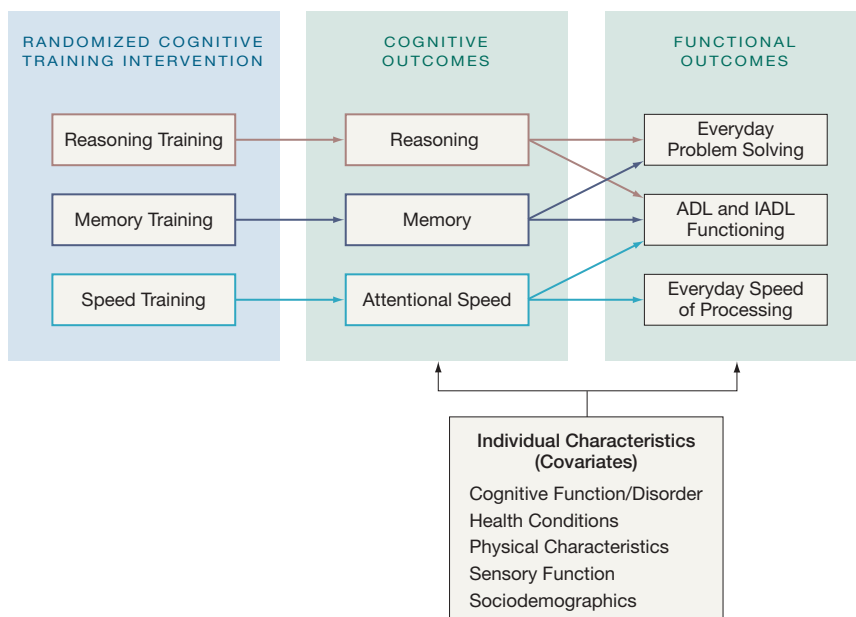 RANDOMIZED COGNITIVE
TRAINING INTERVENTION
COGNITIVE
OUTCOMES
FUNCTIONAL
OUTCOMES
Reasoning Training
Reasoning
Everyday
Problem Solving
Memory Training
Memory
ADL and IADL
Functioning
Speed Training
Attentional Speed
Everyday Speed
of Processing
Individual Characteristics
(Covariates)
Cognitive Function/Disorder
Health Conditions
Physical Characteristics
Sensory Function
Sociodemographics